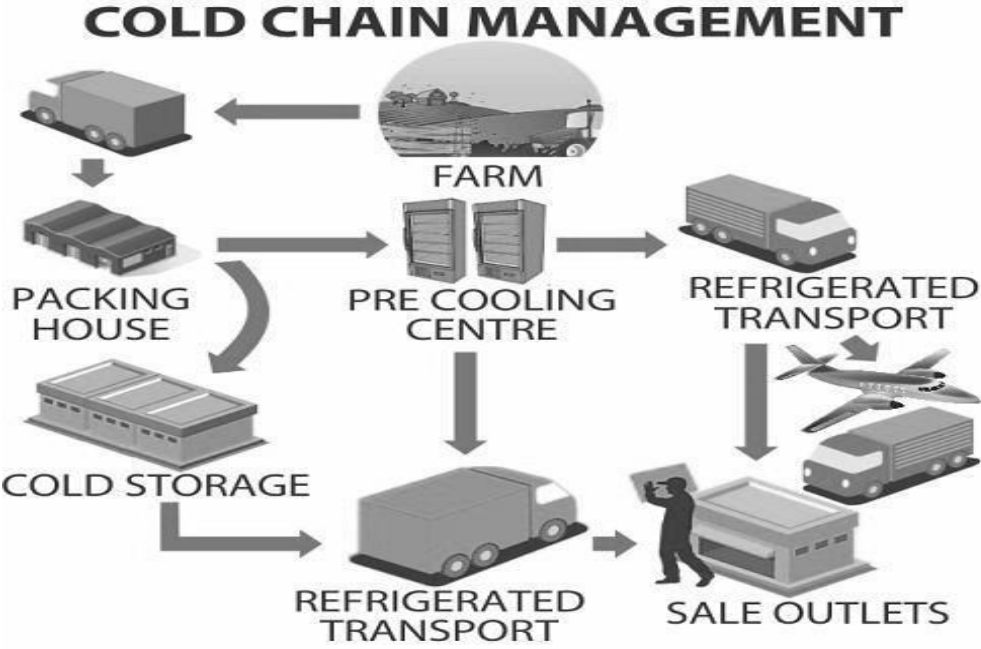 COLD CHAIN MANAGEMENT
FARM
PACKING
HOUSE
PRE COOLING
CENTRE
REFRIGERATED
TRANSPORT
COLD STORAGE
REFRIGERATED
TRANSPORT
SALE OUTLETS